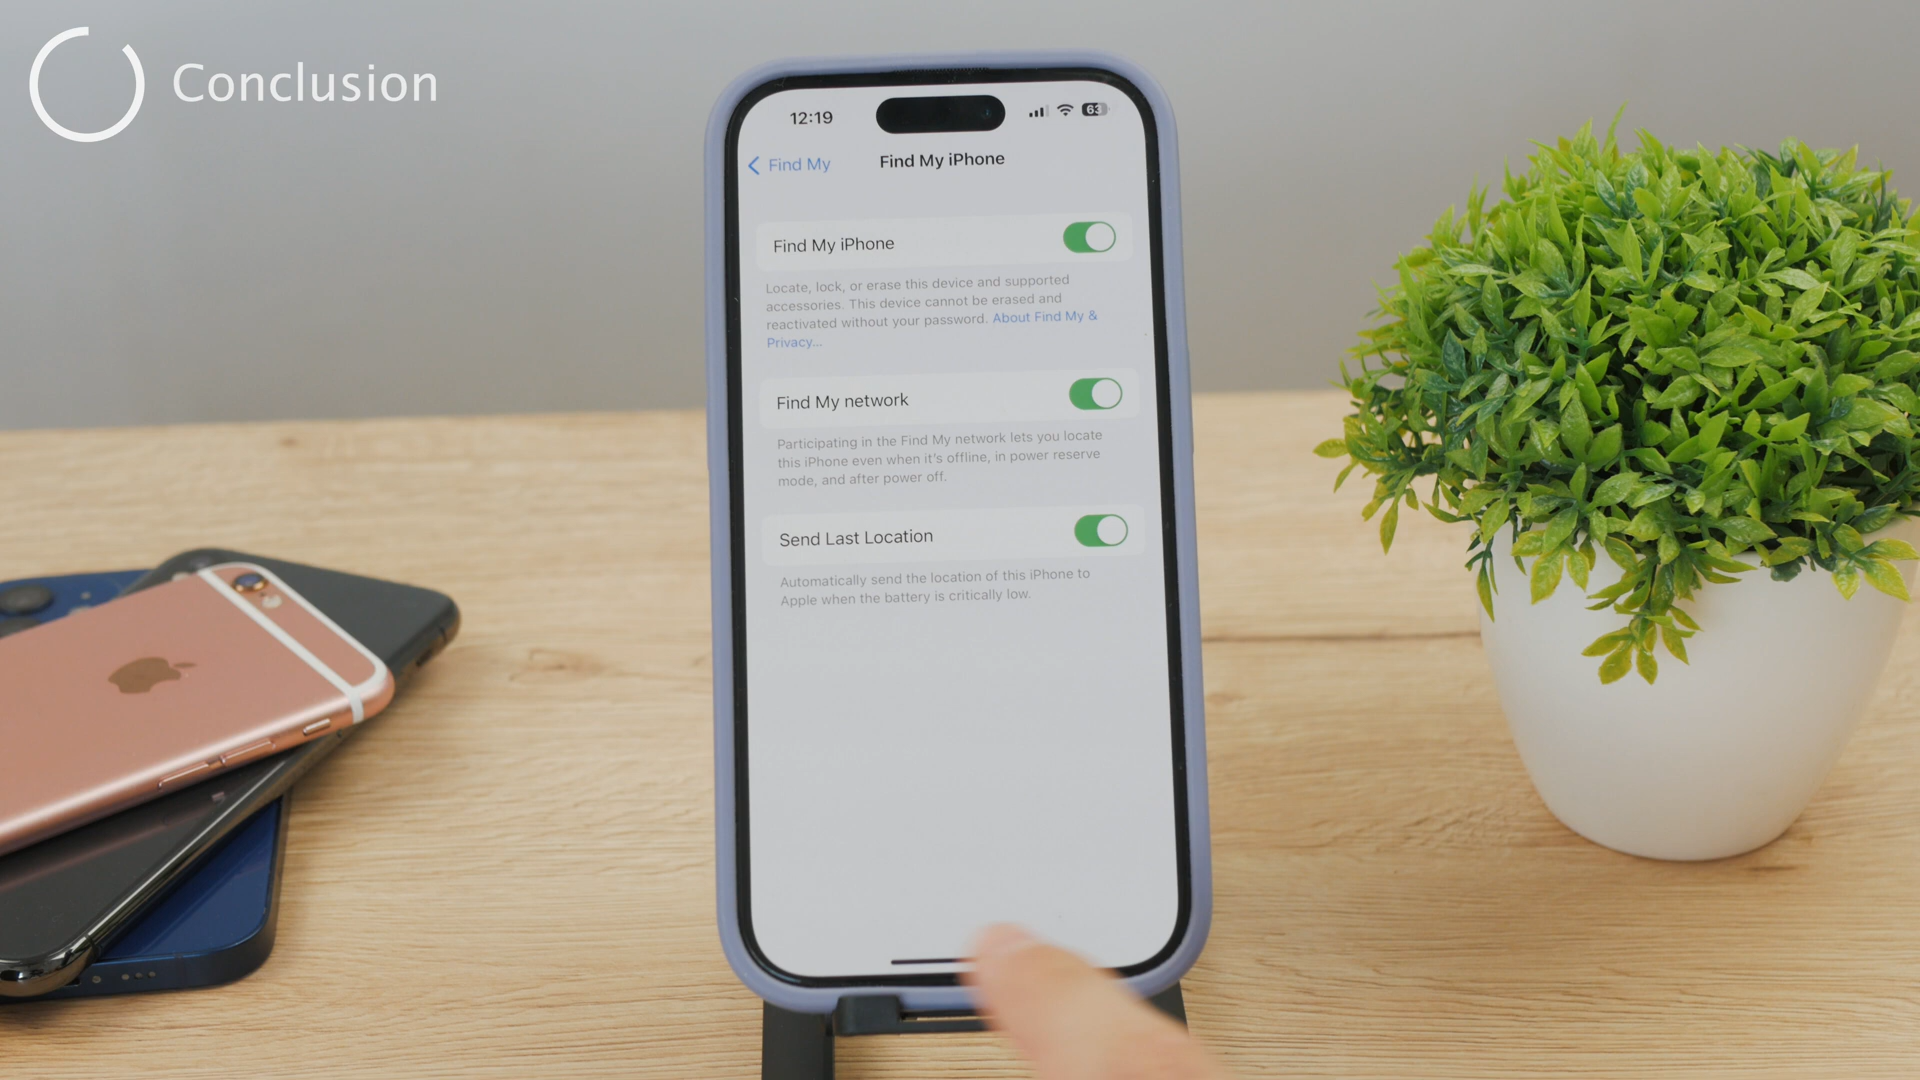 Conclusion
12:19
63
Find My
Find My iPhone
Find My iPhone
Locate, lock, or erase this device and supported
accessories. This device cannot be erased and
reactivated without your password. About Find My &
Privacy...
Find My network
Participating in the Find My network lets you locate
this iPhone even when it's offline, in power reserve
mode, and after power off.
Send Last Location
Automatically send the location of this iPhone to
Apple when the battery is critically low.